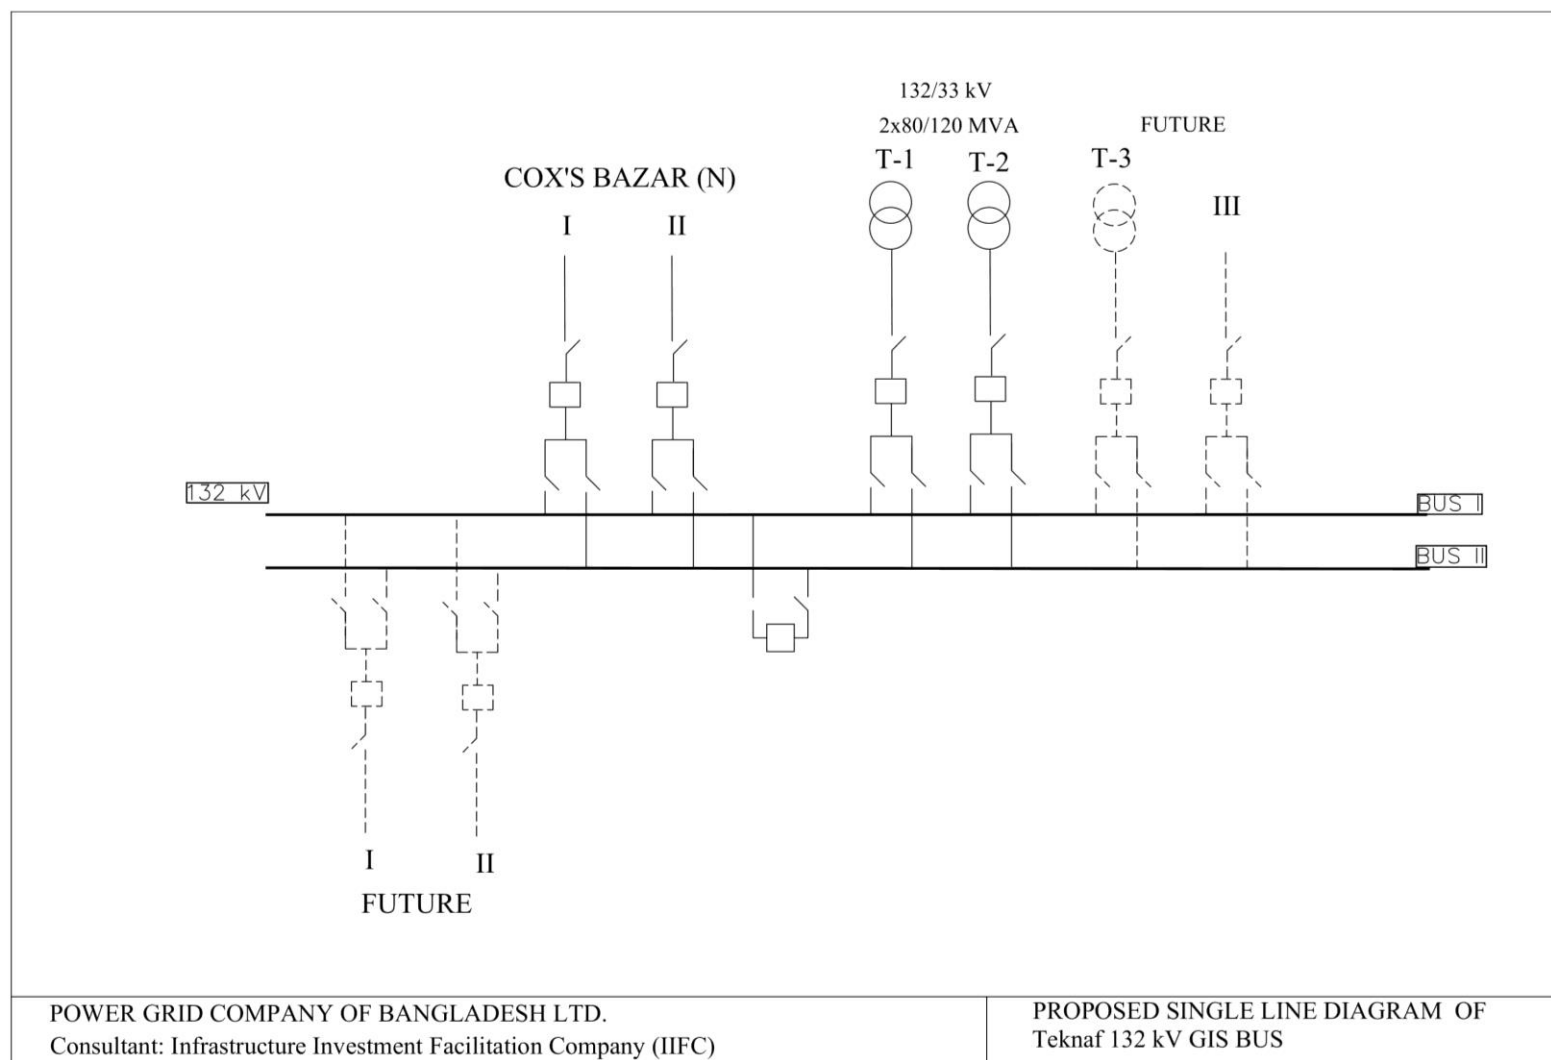 132/33 kV
2x80/120 MVA
FUTURE
T-1
T-2
T-3
COX'S BAZAR (N)
I
II
III
132 kV
BUS I
BUS II
I
II
FUTURE
POWER GRID COMPANY OF BANGLADESH LTD.
Consultant: Infrastructure Investment Facilitation Company (IIFC)
PROPOSED SINGLE LINE DIAGRAM OF
Teknaf 132 kV GIS BUS